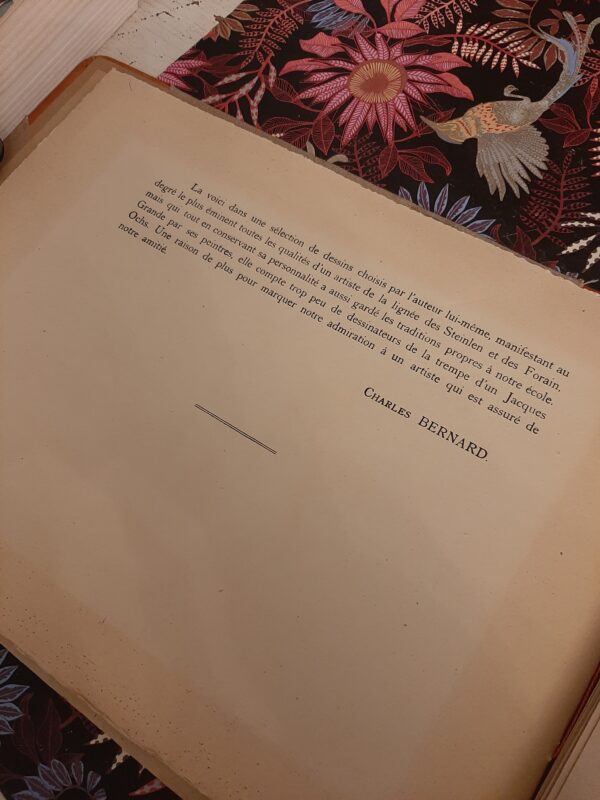 La voici dans une sélection de dessins choisis par l'auteur lui-même, manifestant au
degré le plus éminent toutes les qualités d'un artiste de la lignée des Steinlen et des Forain,
mais qui tout en conservant sa personnalité a aussi gardé les traditions propres à notre école.
Grande par ses peintres, elle compte trop peu de dessinateurs de la trempe d'un Jacques
Ochs. Une raison de plus pour marquer notre admiration à un artiste qui est assuré de
notre amitié.
Charles BERNARD.